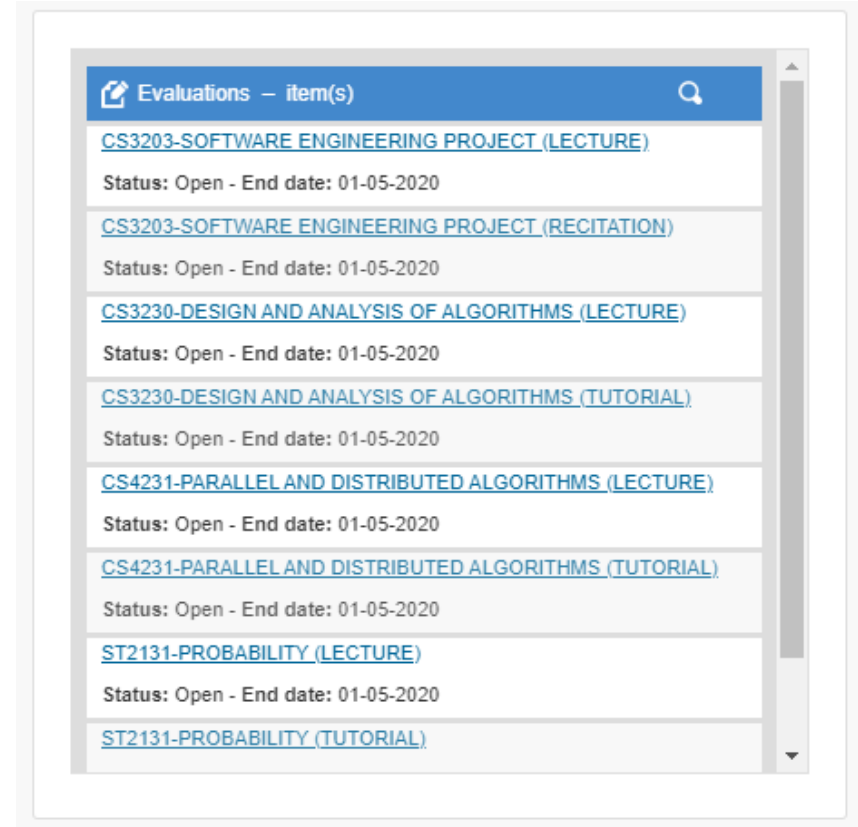 Evaluations – item(s)
CS3203-SOFTWARE ENGINEERING PROJECT (LECTURE)
Status: Open - End date: 01-05-2020
CS3203-SOFTWARE ENGINEERING PROJECT (RECITATION)
Status: Open - End date: 01-05-2020
CS3230-DESIGN AND ANALYSIS OF ALGORITHMS (LECTURE)
Status: Open - End date: 01-05-2020
CS3230-DESIGN AND ANALYSIS OF ALGORITHMS (TUTORIAL)
Status: Open - End date: 01-05-2020
CS4231-PARALLEL AND DISTRIBUTED ALGORITHMS (LECTURE)
Status: Open - End date: 01-05-2020
CS4231-PARALLEL AND DISTRIBUTED ALGORITHMS (TUTORIAL)
Status: Open - End date: 01-05-2020
ST2131-PROBABILITY (LECTURE)
Status: Open - End date: 01-05-2020
ST2131-PROBABILITY (TUTORIAL)